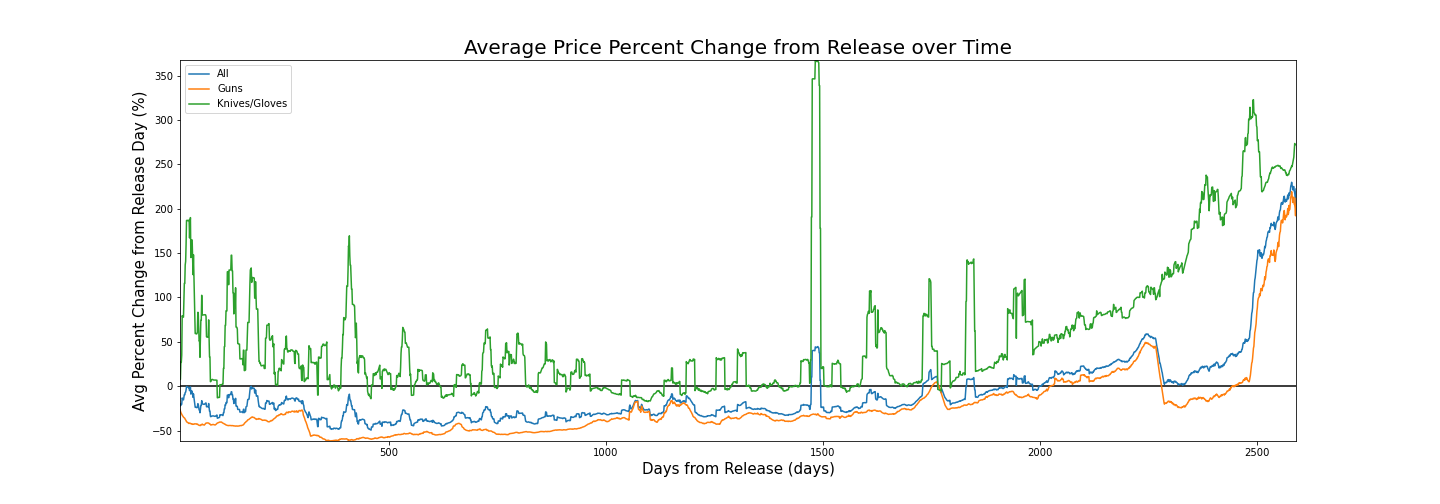 Average Price Percent Change from Release over Time
All
Guns
Knives/Gloves
Avg Percent Change from Release Day (%)
350
300
250
200
150
100
50
0
−50
500
1000
1500
2000
2500
Days from Release (days)